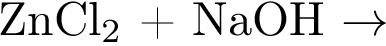 ZnCl₂ + NaOH →